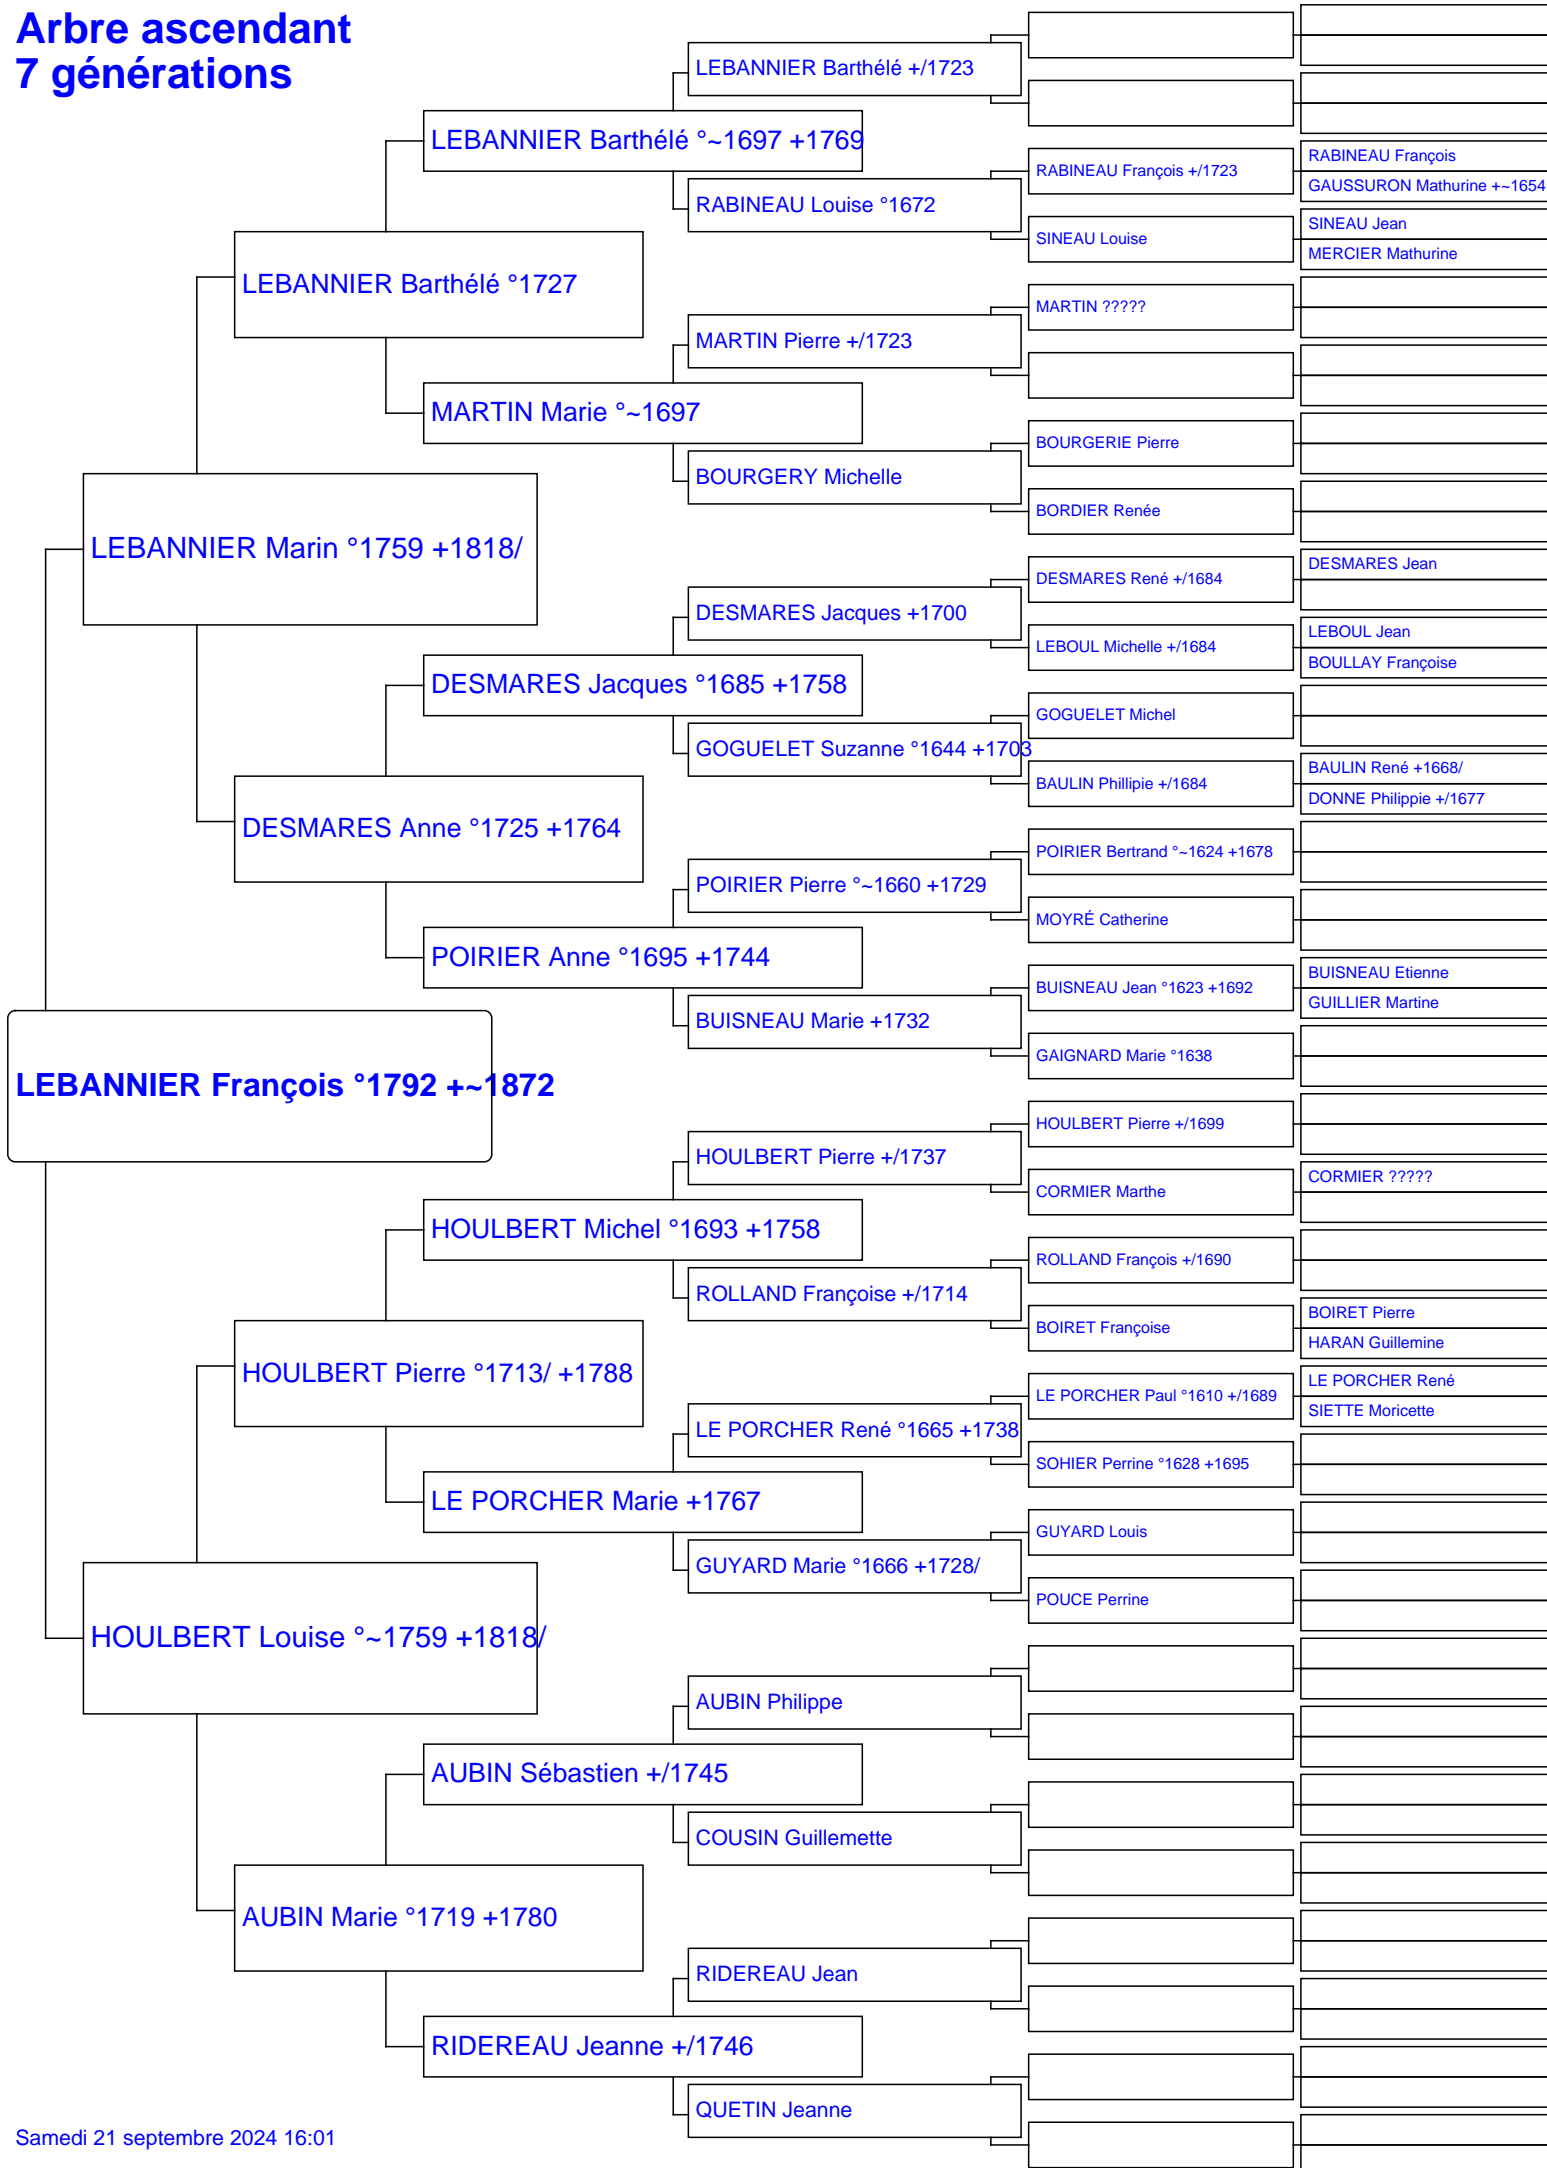 Arbre ascendant
7 générations
LEBANNIER François °1792 +~1872
LEBANNIER Marin °1759 +1818/
HOULBERT Louise °~1759 +1818/
LEBANNIER Barthélé °1727
DESMARES Anne °1725 +1764
HOULBERT Pierre °1713/ +1788
AUBIN Marie °1719 +1780
LEBANNIER Barthélé °~1697 +1769
MARTIN Marie °~1697
DESMARES Jacques °1685 +1758
POIRIER Anne °1695 +1744
HOULBERT Michel °1693 +1758
LE PORCHER Marie +1767
AUBIN Sébastien +/1745
RIDEREAU Jeanne +/1746
LEBANNIER Barthélé +/1723
RABINEAU Louise °1672
MARTIN Pierre +/1723
BOURGERY Michelle
DESMARES Jacques +1700
GOGUELET Suzanne °1644 +1703
POIRIER Pierre °~1660 +1729
BUISNEAU Marie +1732
HOULBERT Pierre +/1737
ROLLAND Françoise +/1714
LE PORCHER René °1665 +1738
GUYARD Marie °1666 +1728/
AUBIN Philippe
COUSIN Guillemette
RIDEREAU Jean
QUETIN Jeanne
RABINEAU François +/1723
SINEAU Louise
MARTIN ?????
BOURGERIE Pierre
BORDIER Renée
DESMARES René +/1684
LEBOUL Michelle +/1684
GOGUELET Michel
BAULIN Phillipie +/1684
POIRIER Bertrand °~1624 +1678
MOYRÉ Catherine
BUISNEAU Jean °1623 +1692
GAIGNARD Marie °1638
HOULBERT Pierre +/1699
CORMIER Marthe
ROLLAND François +/1690
BOIRET Françoise
LE PORCHER Paul °1610 +/1689
SOHIER Perrine °1628 +1695
GUYARD Louis
POUCE Perrine
RABINEAU François
GAUSSURON Mathurine +~1654
SINEAU Jean
MERCIER Mathurine
DESMARES Jean
LEBOUL Jean
BOULLAY Françoise
BAULIN René +1668/
DONNE Philippie +/1677
BUISNEAU Etienne
GUILLIER Martine
CORMIER ?????
BOIRET Pierre
HARAN Guillemine
LE PORCHER René
SIETTE Moricette
Samedi 21 septembre 2024 16:01